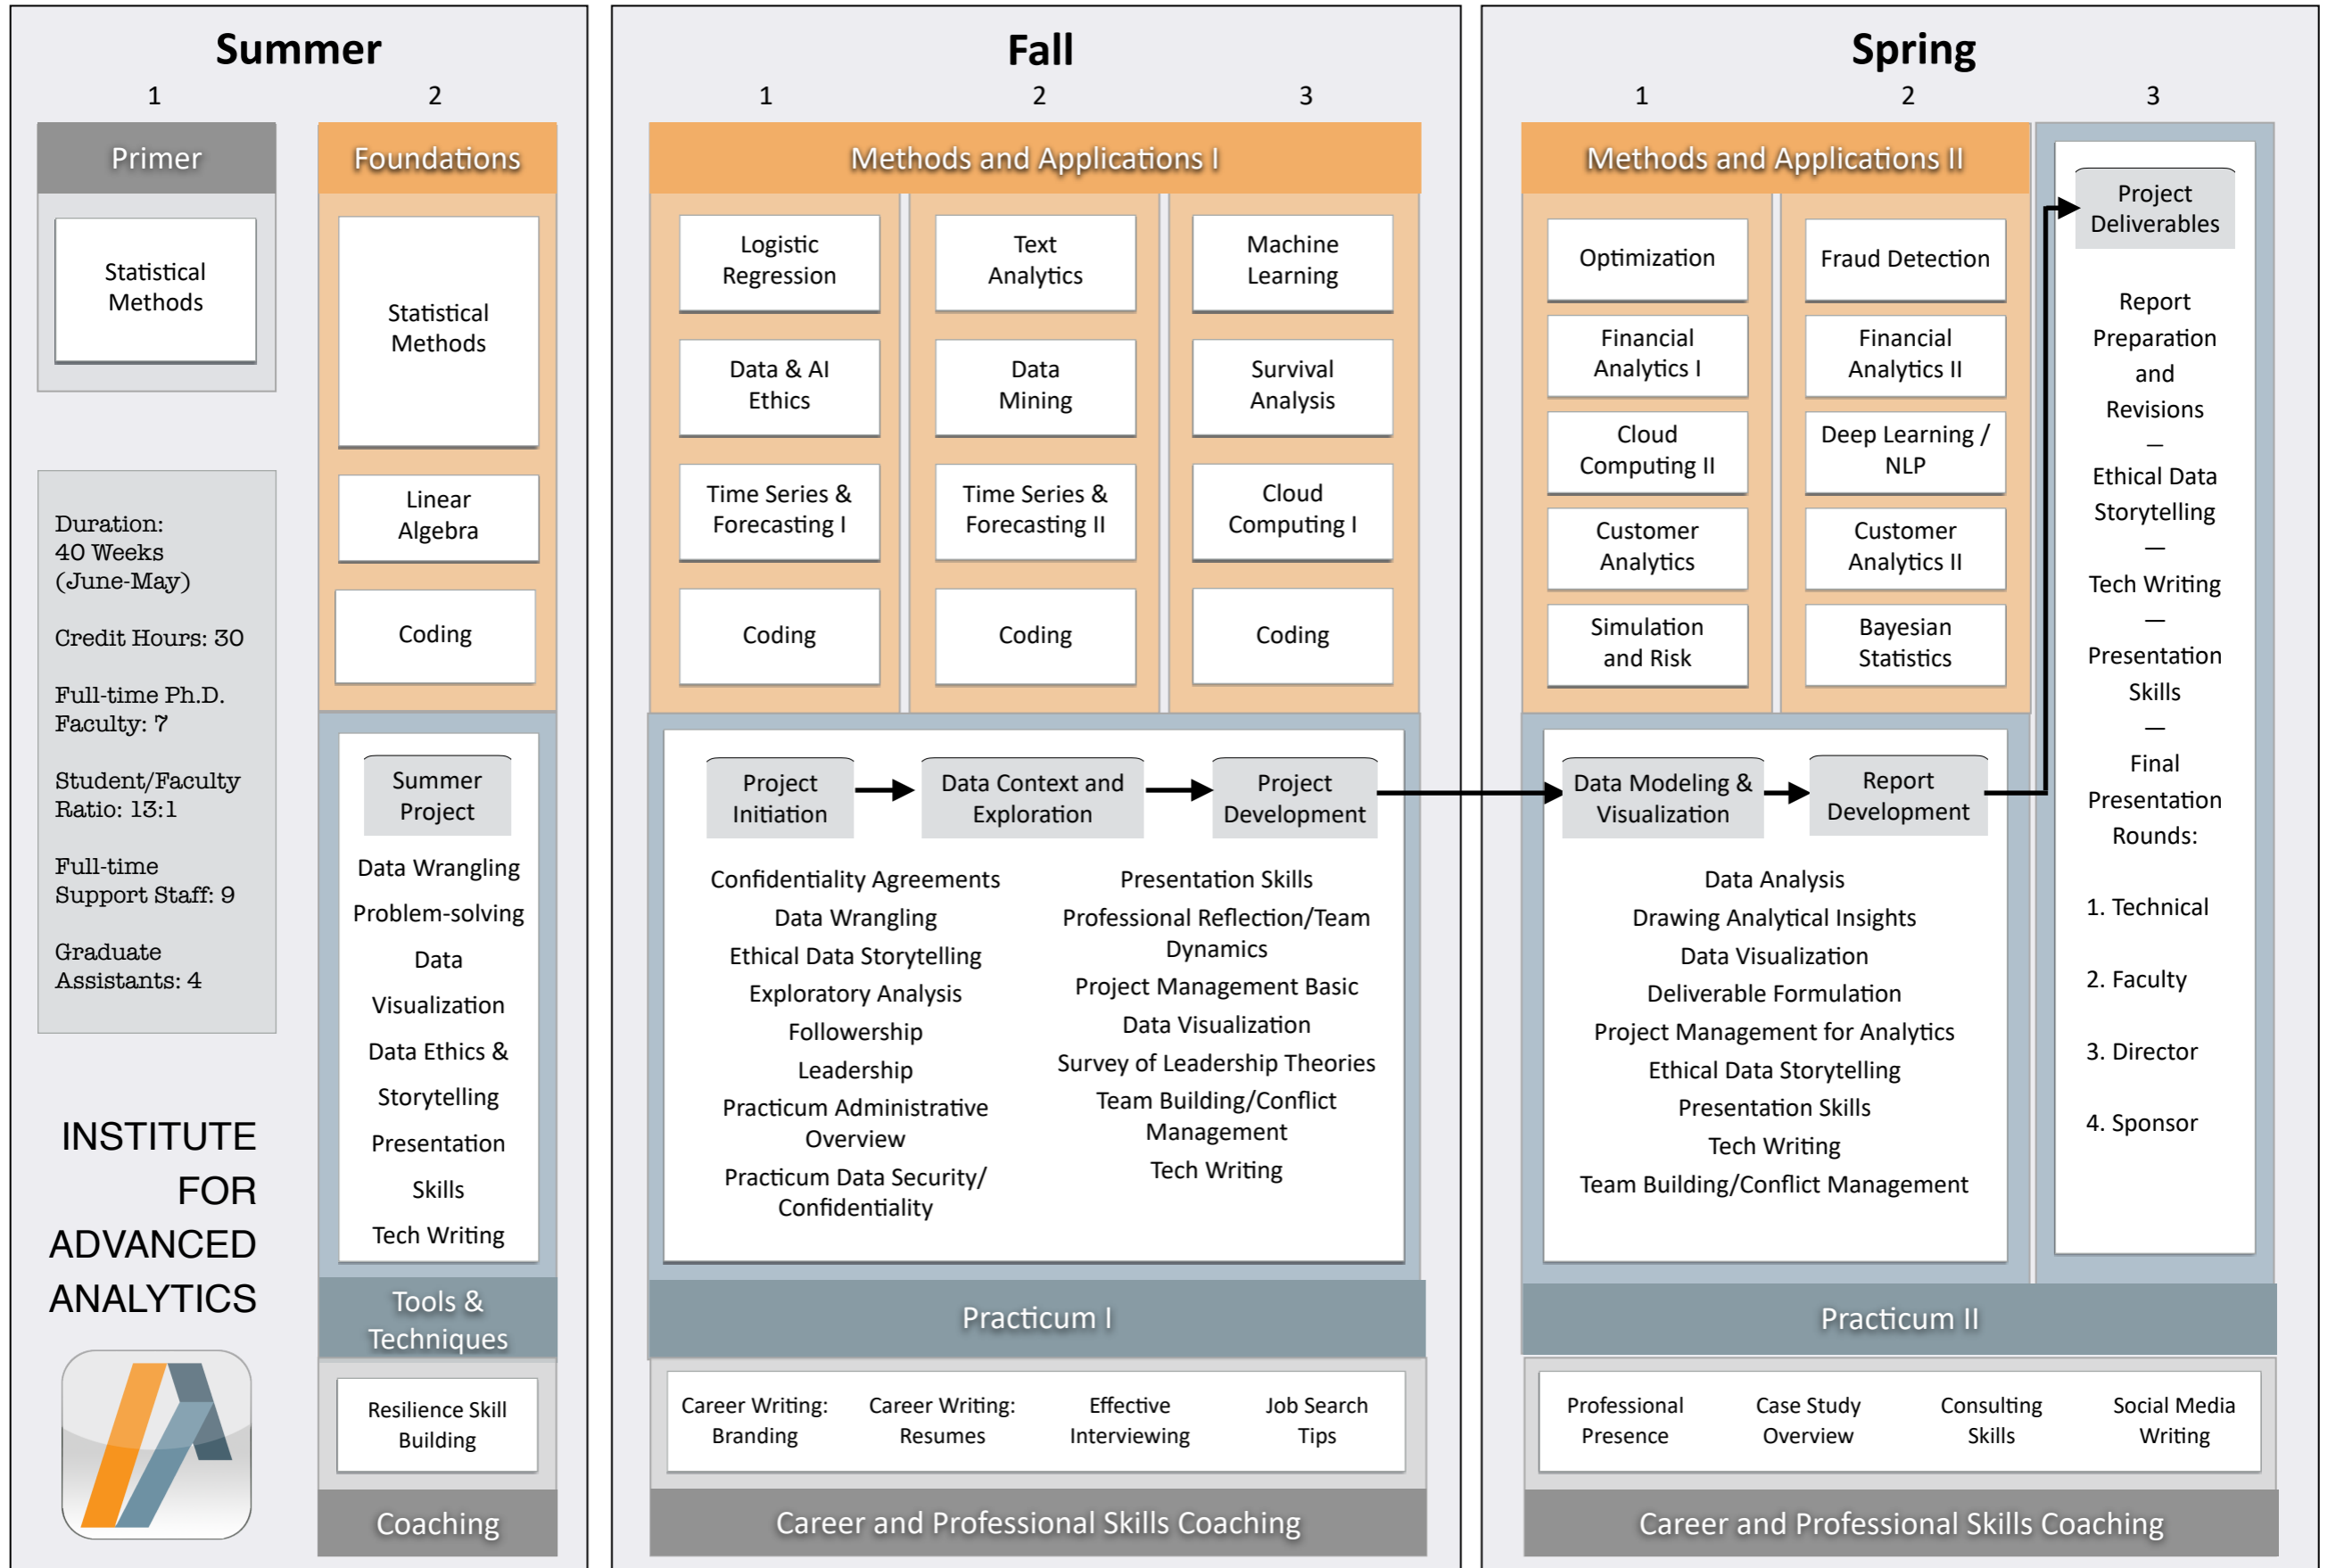 Summer
1
2
Primer
Statistical
Methods
Duration:
40 Weeks
(June-May)
Credit Hours: 30
Full-time Ph.D.
Faculty: 7
Student/Faculty
Ratio: 13:1
Full-time
Support Staff: 9
Graduate
Assistants: 4
INSTITUTE
FOR
ADVANCED
ANALYTICS
Foundations
Statistical
Methods
Linear
Algebra
Coding
Summer
Project
Data Wrangling
Problem-solving
Data
Visualization
Data Ethics &
Storytelling
Presentation
Skills
Tech Writing
Tools &
Techniques
Resilience Skill
Building
Coaching
Fall
1
2
3
Methods and Applications I
Logistic
Regression
Data & AI
Ethics
Time Series &
Forecasting I
Coding
Text
Analytics
Data
Mining
Time Series &
Forecasting II
Coding
Machine
Learning
Survival
Analysis
Cloud
Computing I
Coding
Project
Initiation
Data Context and
Exploration
Project
Development
Confidentiality Agreements
Data Wrangling
Ethical Data Storytelling
Exploratory Analysis
Followership
Leadership
Practicum Administrative
Overview
Practicum Data Security/
Confidentiality
Presentation Skills
Professional Reflection/Team
Dynamics
Project Management Basic
Data Visualization
Survey of Leadership Theories
Team Building/Conflict
Management
Tech Writing
Practicum I
Career Writing:
Branding
Career Writing:
Resumes
Effective
Interviewing
Job Search
Tips
Career and Professional Skills Coaching
Spring
1
2
3
Methods and Applications II
Optimization
Financial
Analytics I
Cloud
Computing II
Customer
Analytics
Simulation
and Risk
Fraud Detection
Financial
Analytics II
Deep Learning /
NLP
Customer
Analytics II
Bayesian
Statistics
Data Modeling &
Visualization
Report
Development
Data Analysis
Drawing Analytical Insights
Data Visualization
Deliverable Formulation
Project Management for Analytics
Ethical Data Storytelling
Presentation Skills
Tech Writing
Team Building/Conflict Management
Project
Deliverables
Report
Preparation
and
Revisions
—
Ethical Data
Storytelling
—
Tech Writing
—
Presentation
Skills
—
Final
Presentation
Rounds:
1. Technical
2. Faculty
3. Director
4. Sponsor
Practicum II
Professional
Presence
Case Study
Overview
Consulting
Skills
Social Media
Writing
Career and Professional Skills Coaching